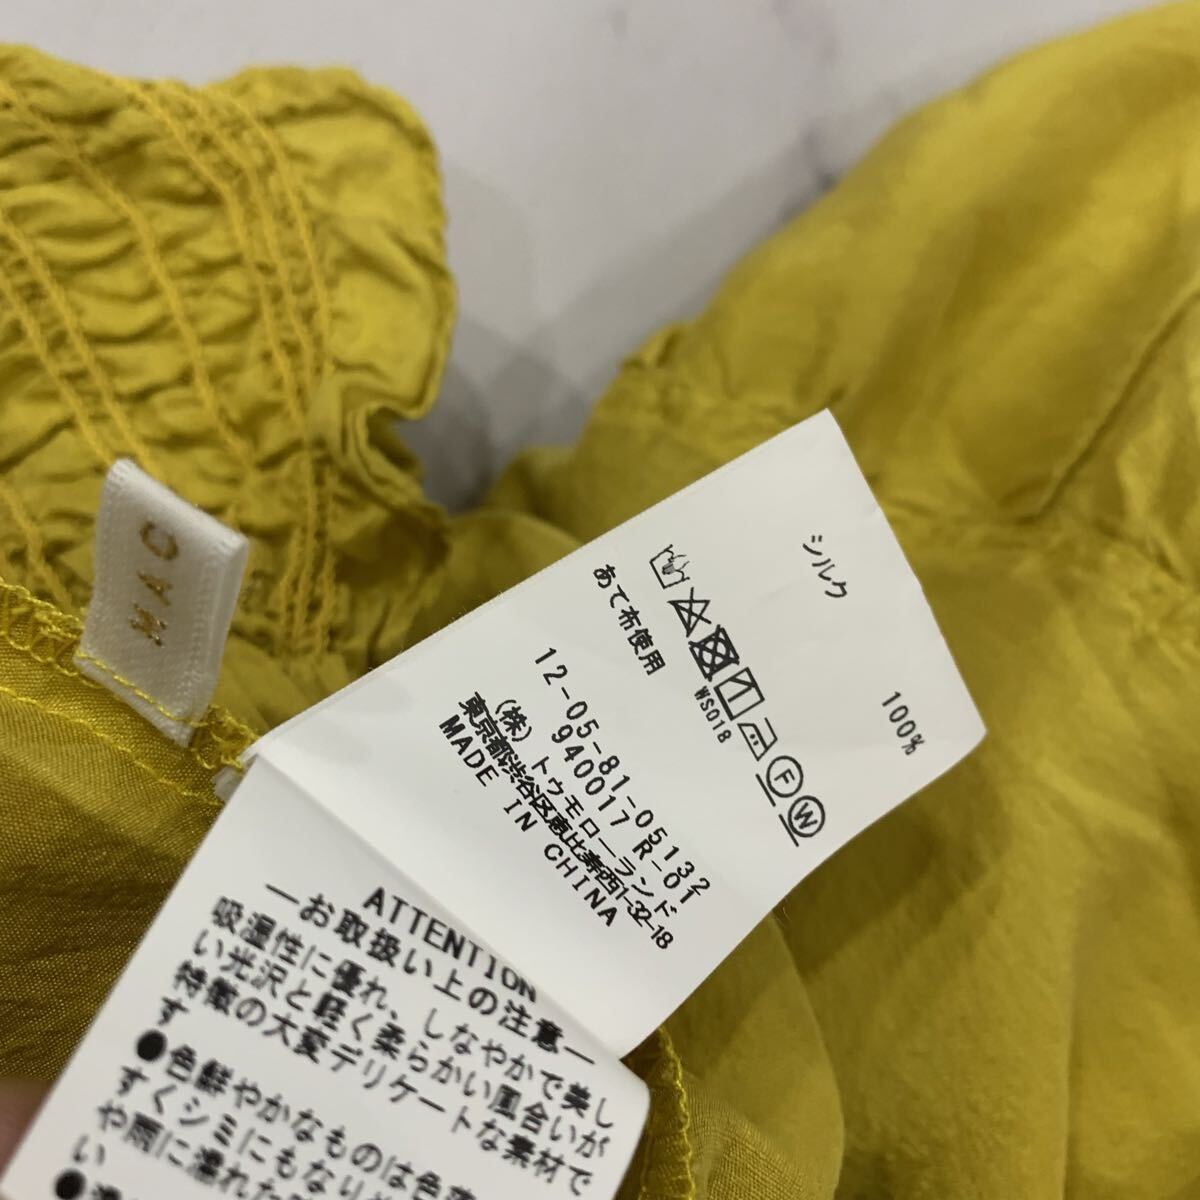 MAC
シルク 100%
あて布使用
WS018
F
W
12-05-81-05132
940017 R-01
(株)トゥモローランド
東京都渋谷区恵比寿西1-32-18
MADE IN CHINA
ATTENTION
―お取扱い上の注意―
吸湿性に優れ、しなやかで美し
い光沢と軽く柔らかい風合いが
特徴の大変デリケートな素材で
す
●色鮮やかなものは色落
すくシミにもなりや
や雨に濡れた
い